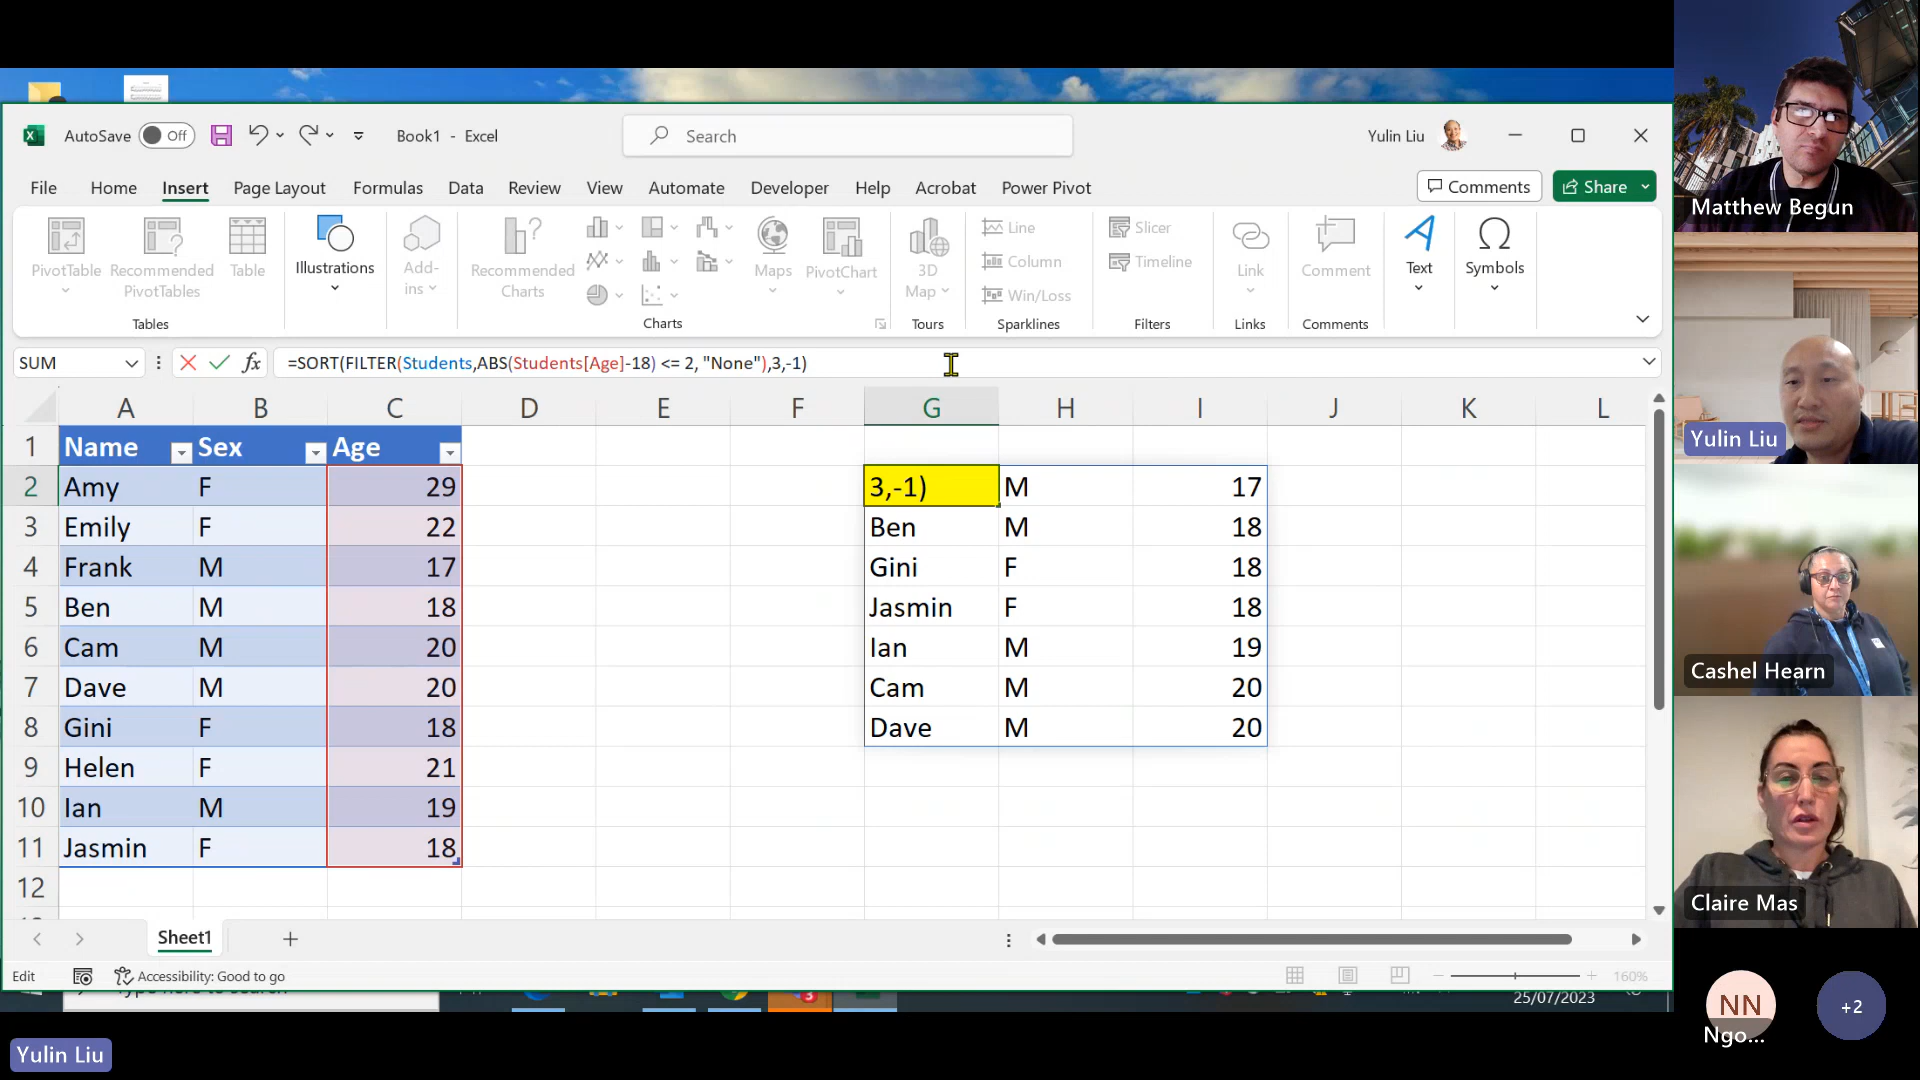 Matthew Begun
AutoSave Off
Book1 - Excel
Search
Yulin Liu
File Home Insert Page Layout Formulas Data Review View Automate Developer Help Acrobat Power Pivot
Comments
Share
PivotTable
Recommended
PivotTables
Table
Tables
Illustrations
Add-
ins
Recommended
Charts
Maps
PivotChart
Charts
3D
Map
Tours
Line
Column
Win/Loss
Sparklines
Slicer
Timeline
Filters
Link
Links
Comment
Comments
Text
Symbols
SUM
fx
=SORT(FILTER(Students,ABS(Students[Age]-18) <= 2, "None"),3,-1)
Yulin Liu
A B C D E F G H I J K L
1 Name Sex Age
2 Amy F 29 3,-1) M 17
3 Emily F 22 Ben M 18
4 Frank M 17 Gini F 18
5 Ben M 18 Jasmin F 18
6 Cam M 20 Ian M 19
7 Dave M 20 Cam M 20
8 Gini F 18 Dave M 20
9 Helen F 21
10 Ian M 19
11 Jasmin F 18
12
Cashel Hearn
Claire Mas
Sheet1
Edit
Accessibility: Good to go
160%
3
25/07/2023
NN
Ngo...
+2
Yulin Liu